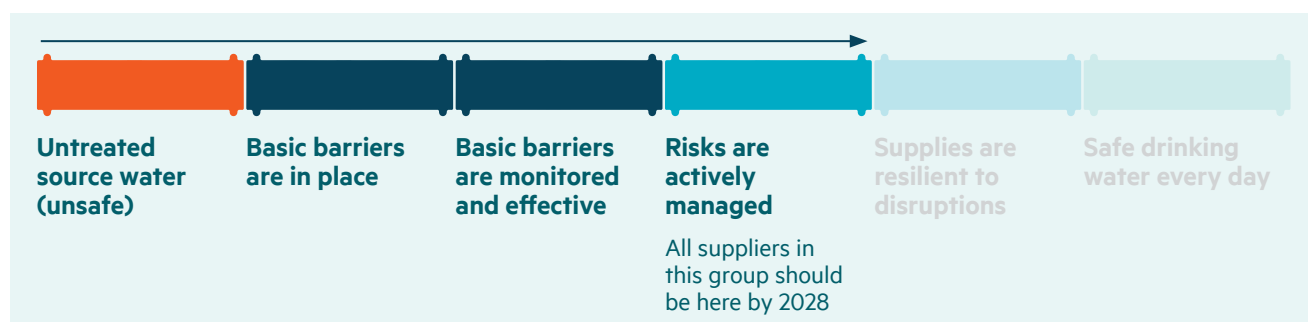 Untreated
source water
(unsafe)
Basic barriers
are in place
Basic barriers
are monitored
and effective
Risks are
actively
managed
All suppliers in
this group should
be here by 2028
Supplies are
resilient to
disruptions
Safe drinking
water every day